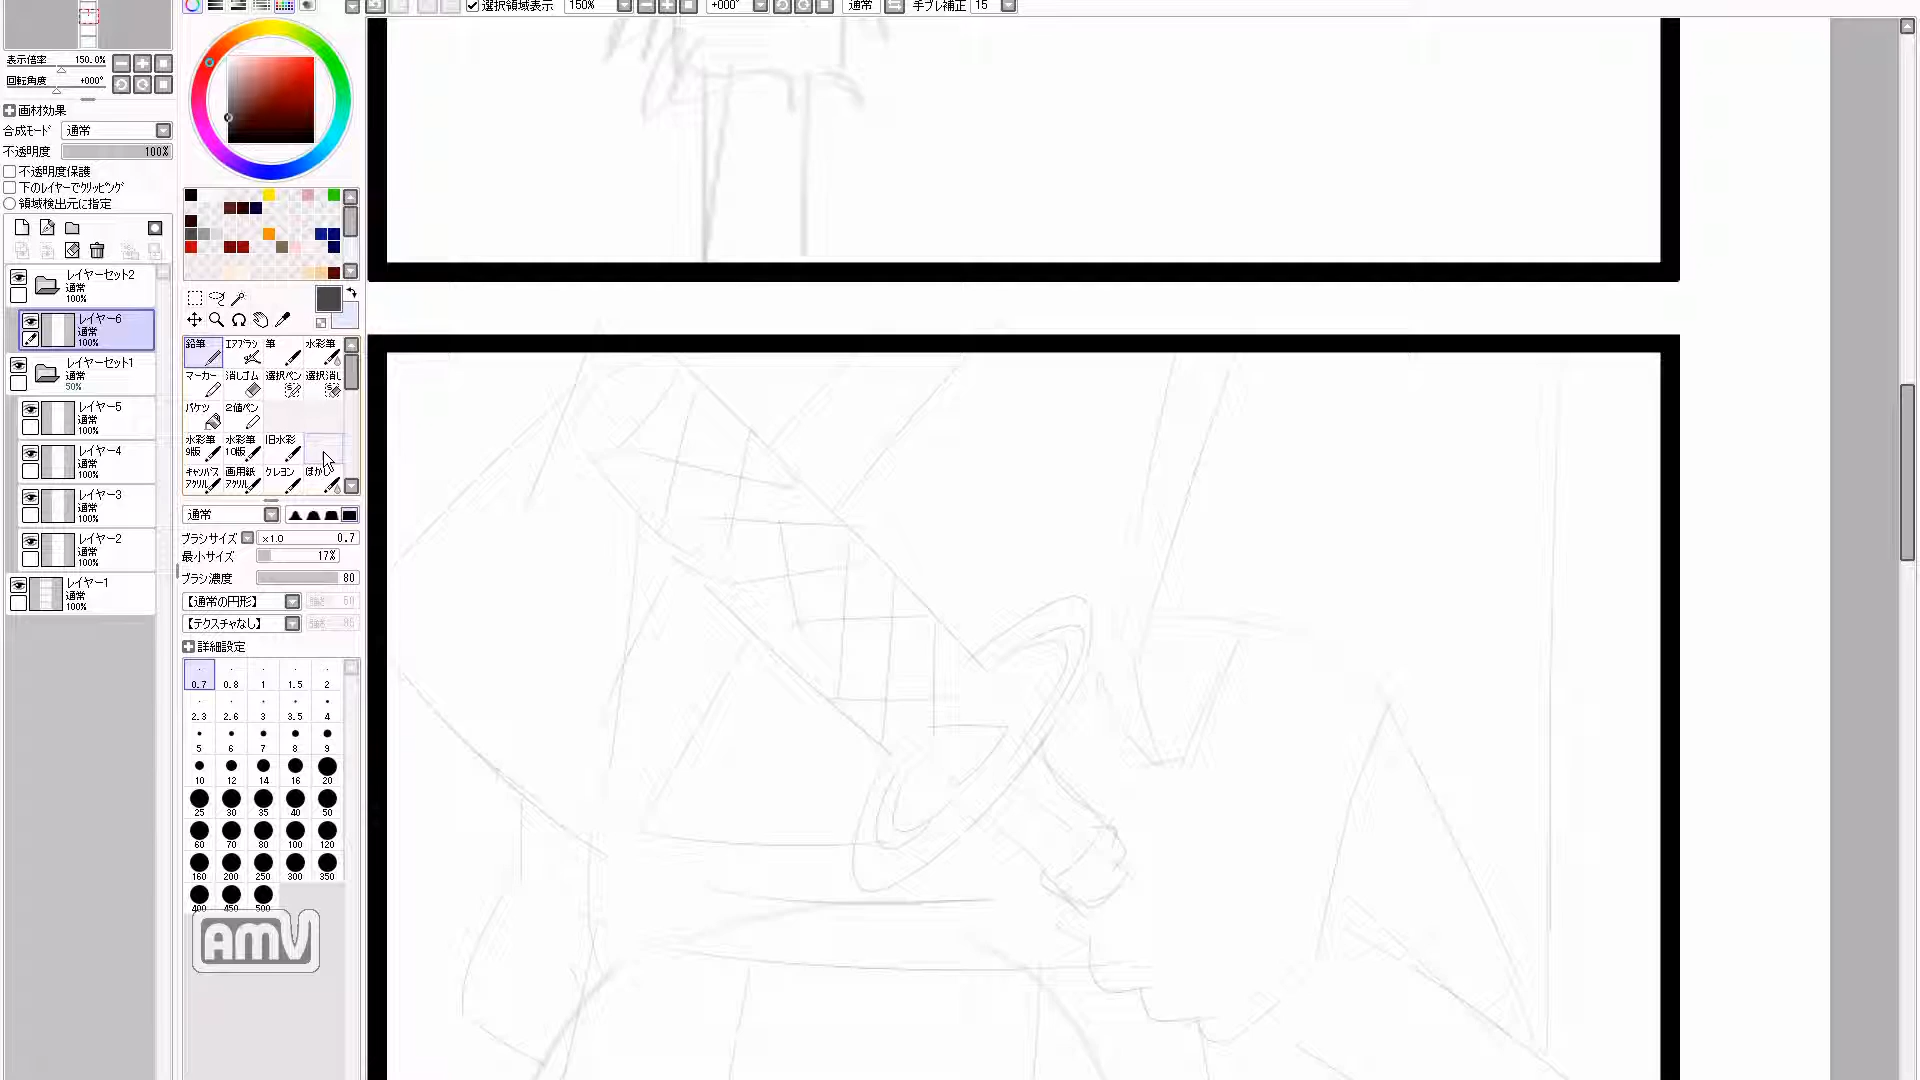 選択領域表示 150% +000° 通常 手ブレ補正 15
表示倍率 150.0%
回転角度 +000°
画材効果
合成ﾓｰﾄﾞ 通常
不透明度 100%
不透明度保護
下のﾚｲﾔｰでｸﾘｯﾋﾟﾝｸﾞ
領域検出元に指定
レイヤーセット2
通常
100%
レイヤー6
通常
100%
レイヤーセット1
通常
50%
レイヤー5
通常
100%
レイヤー4
通常
100%
レイヤー3
通常
100%
レイヤー2
通常
100%
レイヤー1
通常
100%
鉛筆 ｴｱﾌﾞﾗｼ 筆 水彩筆
マーカー 消しゴム 選択ペン 選択消し
バケツ 2値ペン
水彩筆 9版 水彩筆 10版 旧水彩
ｷｬﾝﾊﾞｽ ｱｸﾘﾙ 画用紙 ｱｸﾘﾙ クレヨン ぼかし
通常
ブラシサイズ x1.0 0.7
最小サイズ 17%
ブラシ濃度 80
【通常の円形】 強さ 50
【テクスチャなし】 強さ 95
詳細設定
0.7 0.8 1 1.5 2
2.3 2.6 3 3.5 4
5 6 7 8 9
10 12 14 16 20
25 30 35 40 50
60 70 80 100 120
160 200 250 300 350
400 450 500
AMV